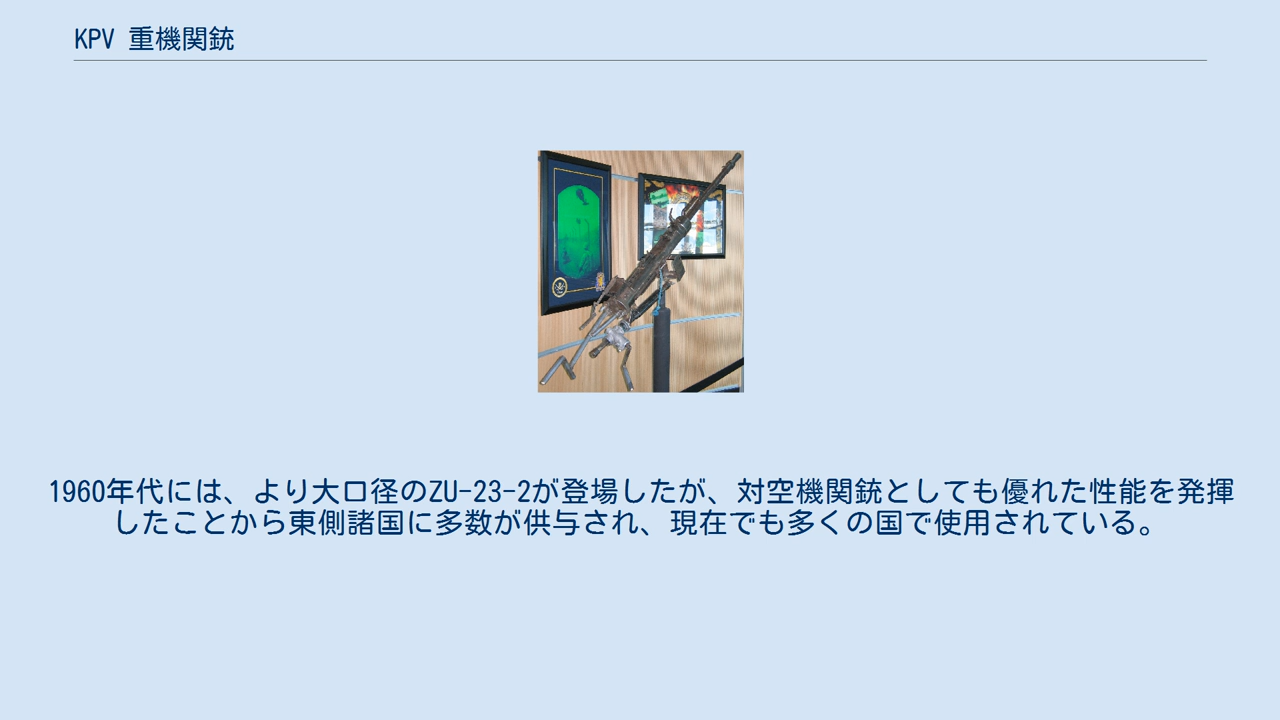 KPV 重機関銃
1960年代には、より大口径のZU-23-2が登場したが、対空機関銃としても優れた性能を発揮
したことから東側諸国に多数が供与され、現在でも多くの国で使用されている。